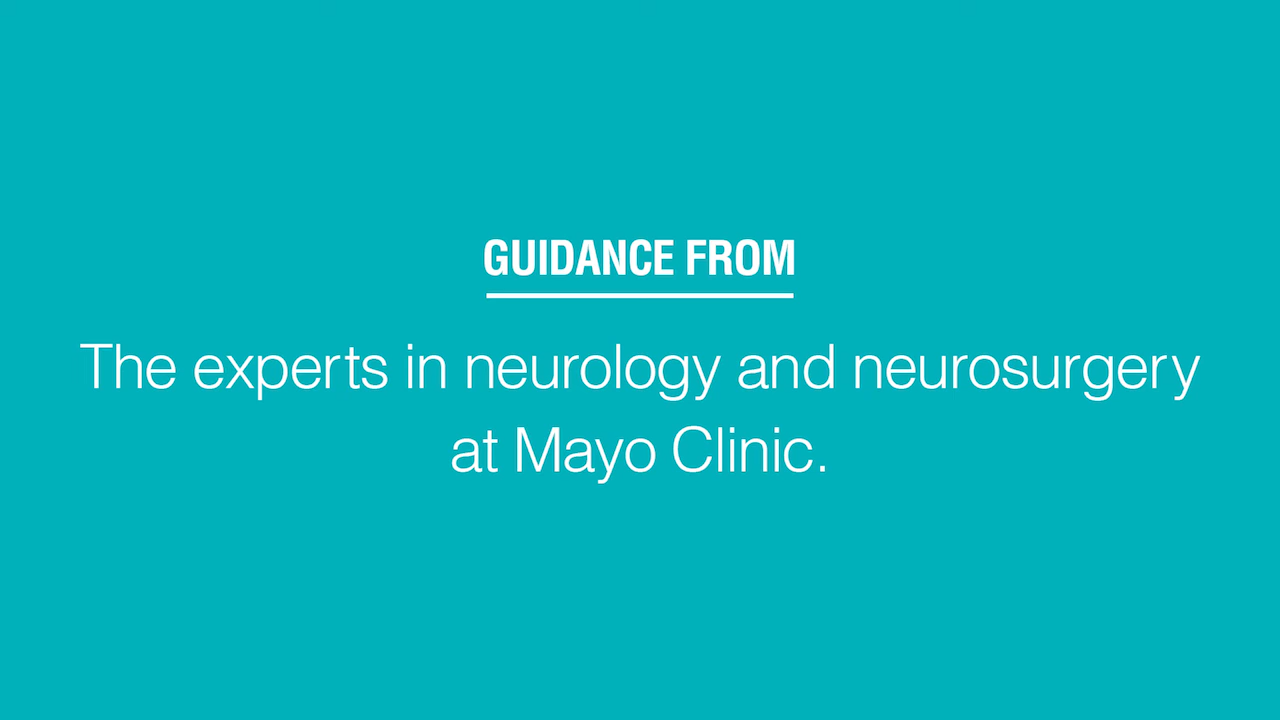 GUIDANCE FROM
The experts in neurology and neurosurgery
at Mayo Clinic.